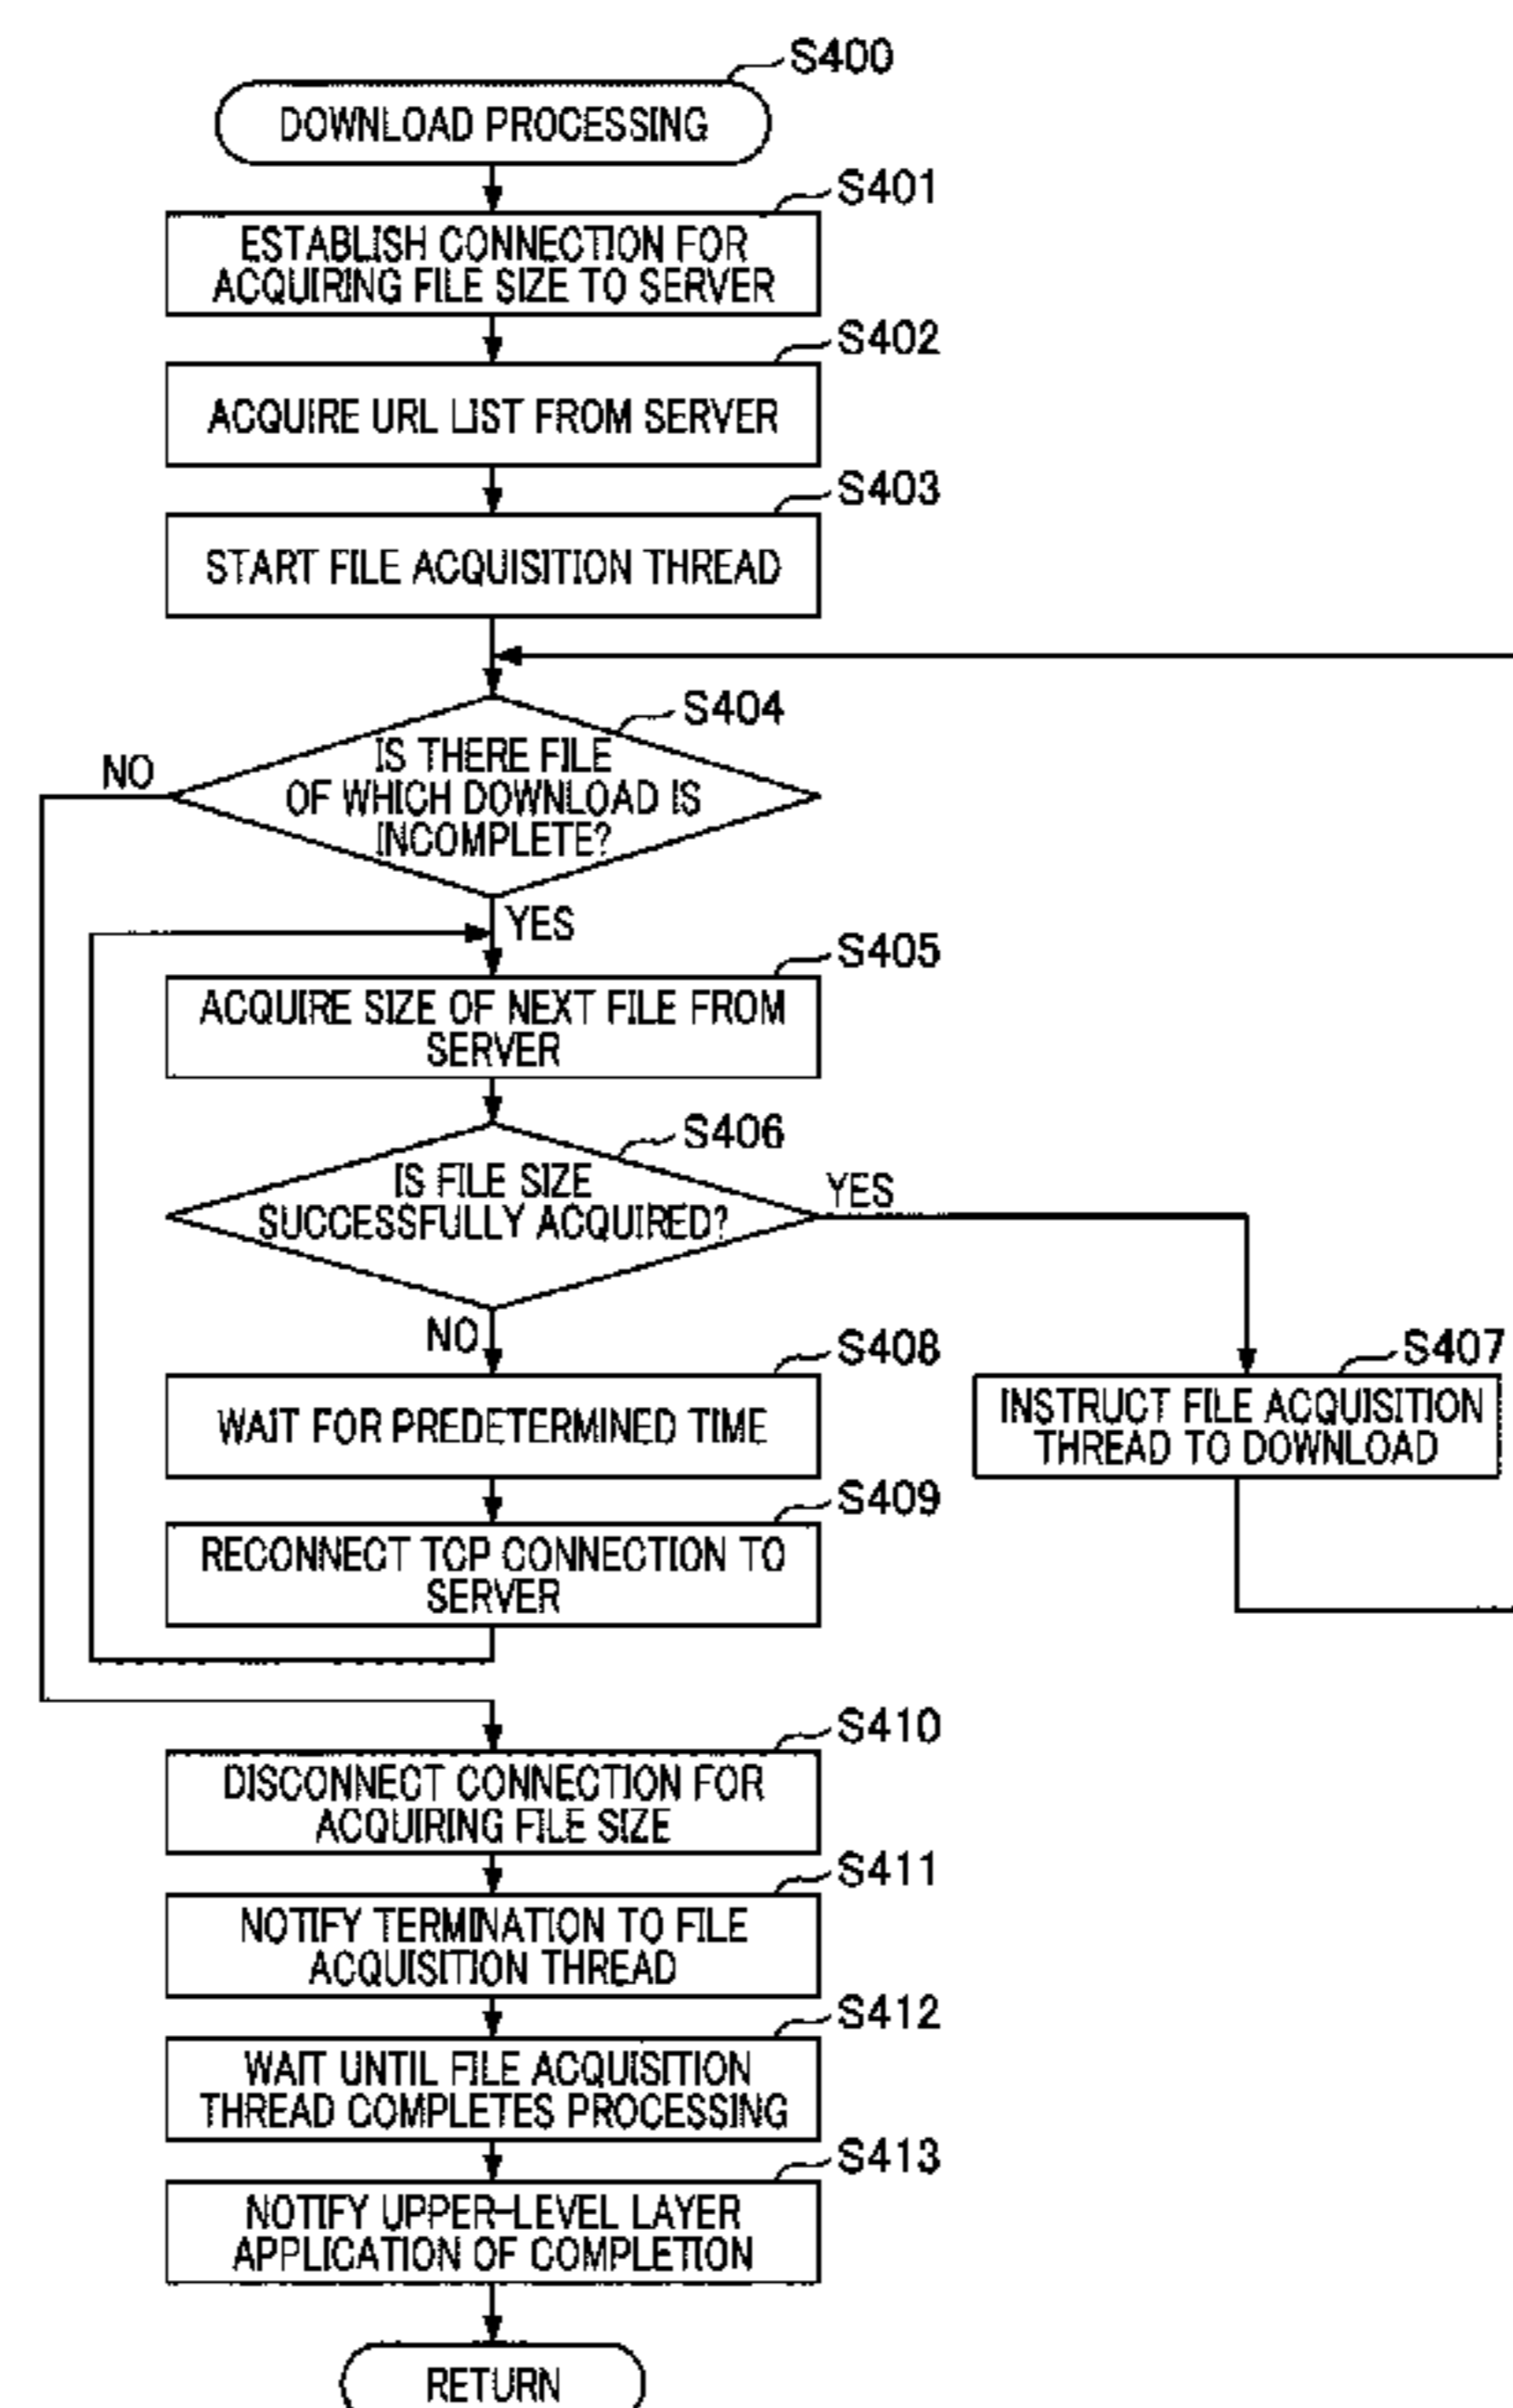 S400
DOWNLOAD PROCESSING
S401
ESTABLISH CONNECTION FOR
ACQUIRING FILE SIZE TO SERVER
S402
ACQUIRE URL LIST FROM SERVER
S403
START FILE ACQUISITION THREAD
S404
IS THERE FILE
OF WHICH DOWNLOAD IS
INCOMPLETE?
NO
YES
S405
ACQUIRE SIZE OF NEXT FILE FROM
SERVER
S406
IS FILE SIZE
SUCCESSFULLY ACQUIRED?
YES
NO
S407
INSTRUCT FILE ACQUISITION
THREAD TO DOWNLOAD
S408
WAIT FOR PREDETERMINED TIME
S409
RECONNECT TCP CONNECTION TO
SERVER
S410
DISCONNECT CONNECTION FOR
ACQUIRING FILE SIZE
S411
NOTIFY TERMINATION TO FILE
ACQUISITION THREAD
S412
WAIT UNTIL FILE ACQUISITION
THREAD COMPLETES PROCESSING
S413
NOTIFY UPPER-LEVEL LAYER
APPLICATION OF COMPLETION
RETURN